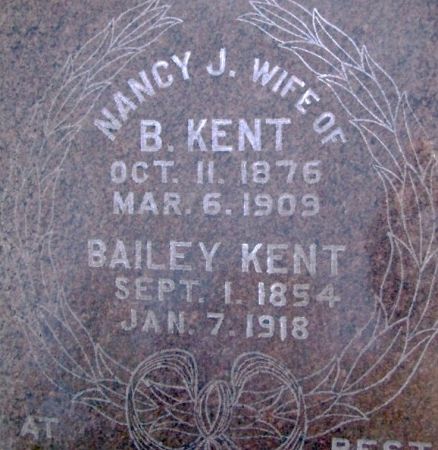 NANCY J. WIFE OF
B. KENT
OCT. 11. 1876
MAR. 6. 1909
BAILEY KENT
SEPT. 1. 1854
JAN. 7. 1918
AT REST